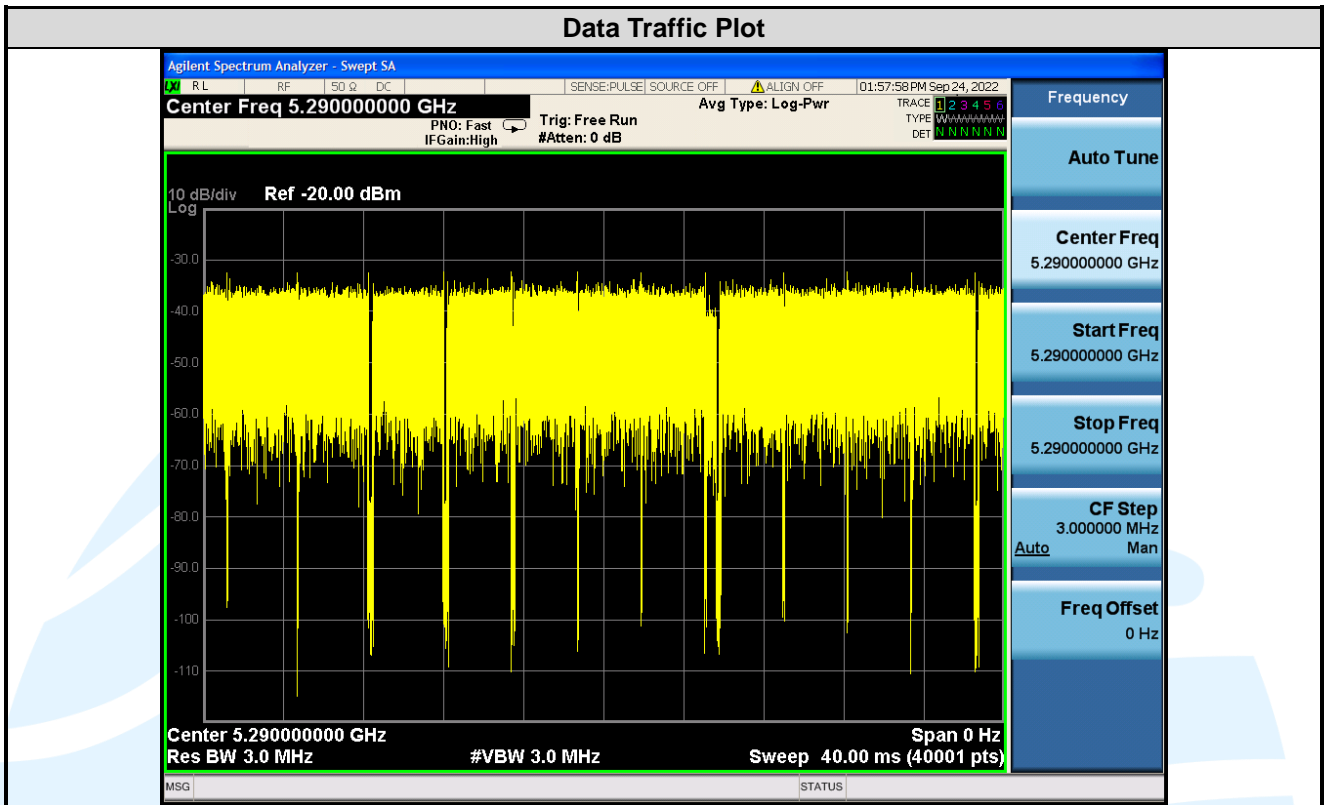 Data Traffic Plot
Agilent Spectrum Analyzer - Swept SA
LXI RL RF 50 Ω DC SENSE:PULSE SOURCE OFF ALIGN OFF 01:57:58 PM Sep 24, 2022
Center Freq 5.290000000 GHz
PNO: Fast
IFGain:High
Trig: Free Run
#Atten: 0 dB
Avg Type: Log-Pwr
TRACE 1 2 3 4 5 6
TYPE
DET N N N N N N
10 dB/div Ref -20.00 dBm
Log
-30.0
-40.0
-50.0
-60.0
-70.0
-80.0
-90.0
-100
-110
Center 5.290000000 GHz Span 0 Hz
Res BW 3.0 MHz #VBW 3.0 MHz Sweep 40.00 ms (40001 pts)
MSG STATUS
Frequency
Auto Tune
Center Freq
5.290000000 GHz
Start Freq
5.290000000 GHz
Stop Freq
5.290000000 GHz
CF Step
3.000000 MHz
Auto Man
Freq Offset
0 Hz